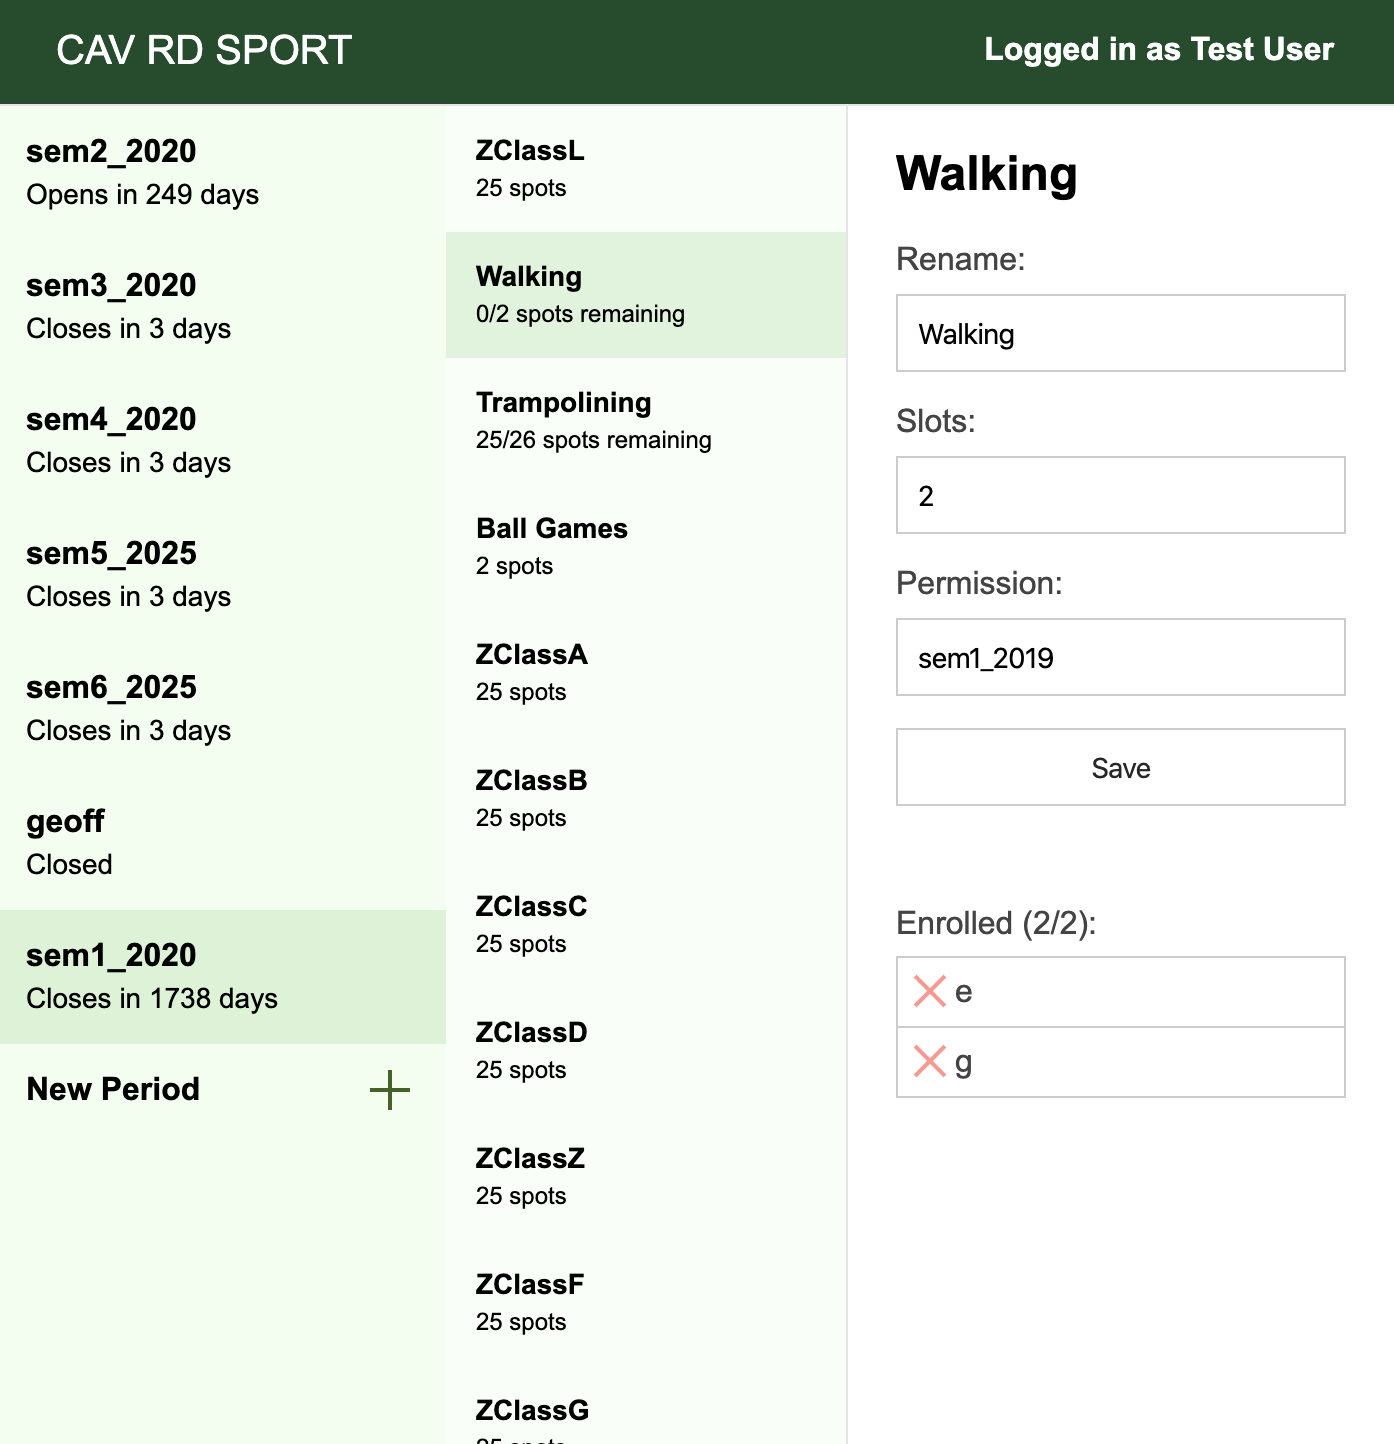 CAV RD SPORT
Logged in as Test User
sem2_2020
Opens in 249 days
sem3_2020
Closes in 3 days
sem4_2020
Closes in 3 days
sem5_2025
Closes in 3 days
sem6_2025
Closes in 3 days
geoff
Closed
sem1_2020
Closes in 1738 days
New Period
ZClassL
25 spots
Walking
0/2 spots remaining
Trampolining
25/26 spots remaining
Ball Games
2 spots
ZClassA
25 spots
ZClassB
25 spots
ZClassC
25 spots
ZClassD
25 spots
ZClassZ
25 spots
ZClassF
25 spots
ZClassG
25 spots
Walking
Rename:
Walking
Slots:
2
Permission:
sem1_2019
Save
Enrolled (2/2):
e
g